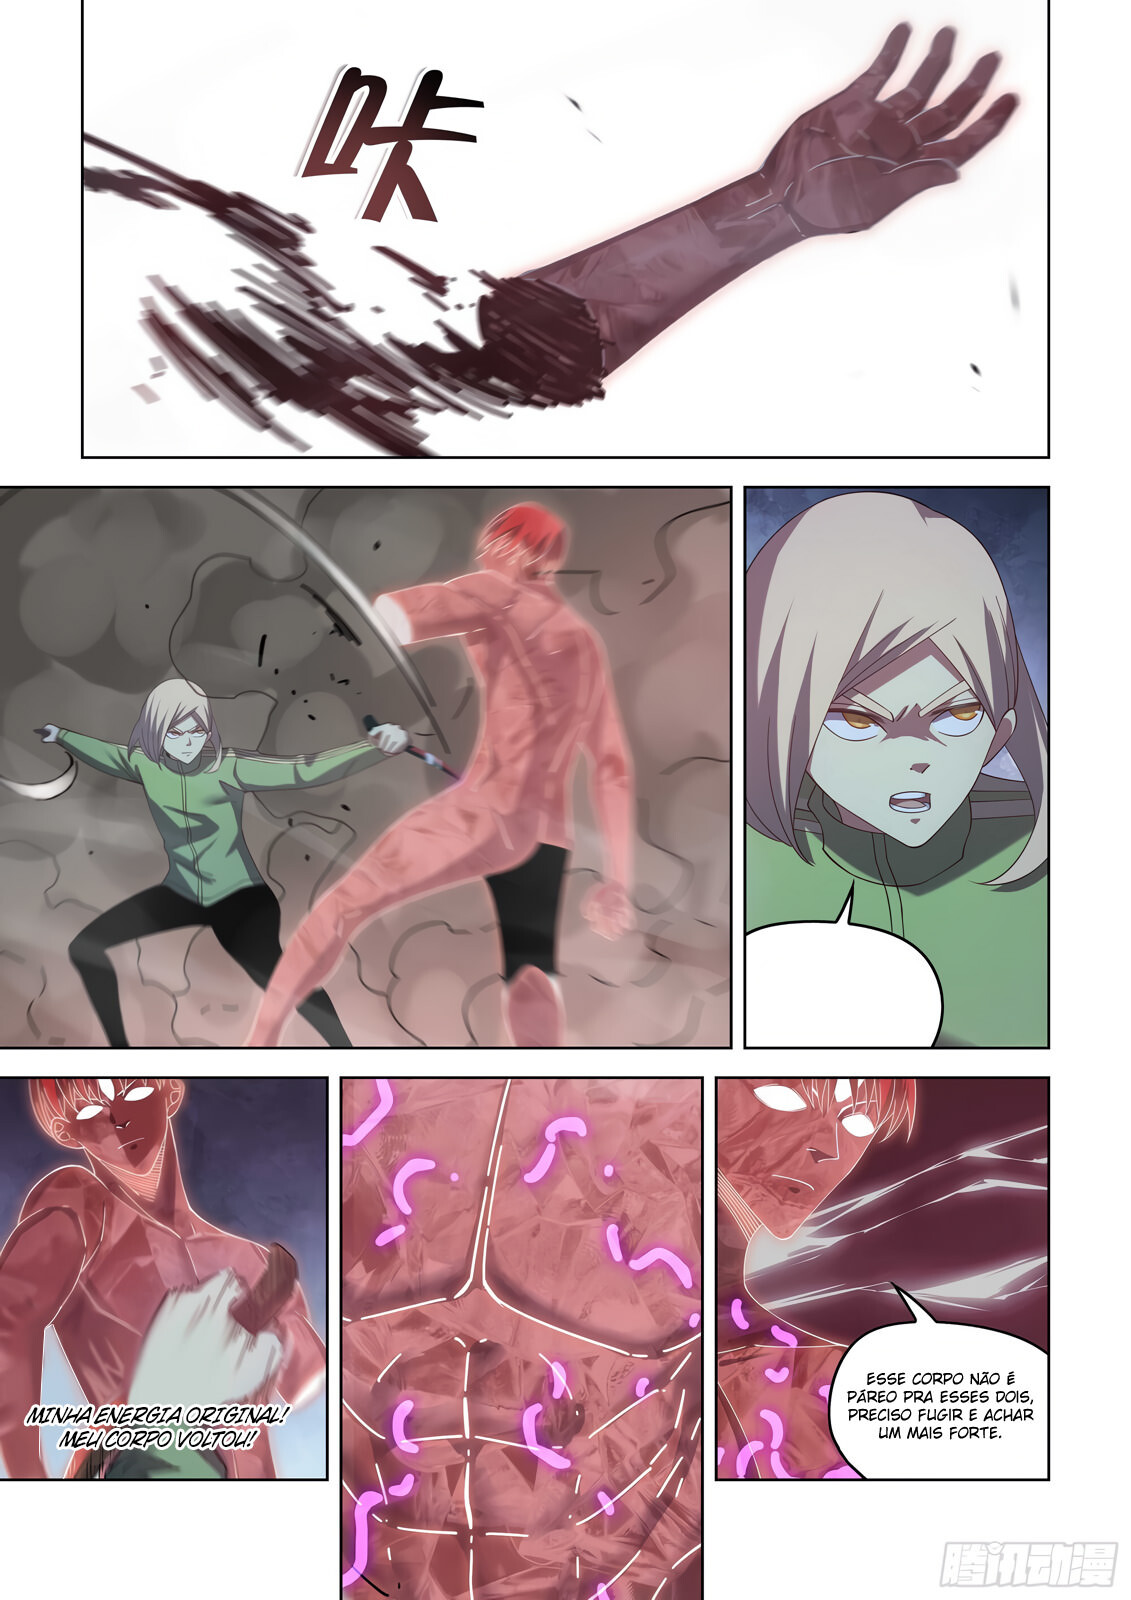 咔
MINHA ENERGIA ORIGINAL!
MEU CORPO VOLTOU!
ESSE CORPO NÃO É
PÁREO PRA ESSES DOIS,
PRECISO FUGIR E ACHAR
UM MAIS FORTE.
腾讯动漫